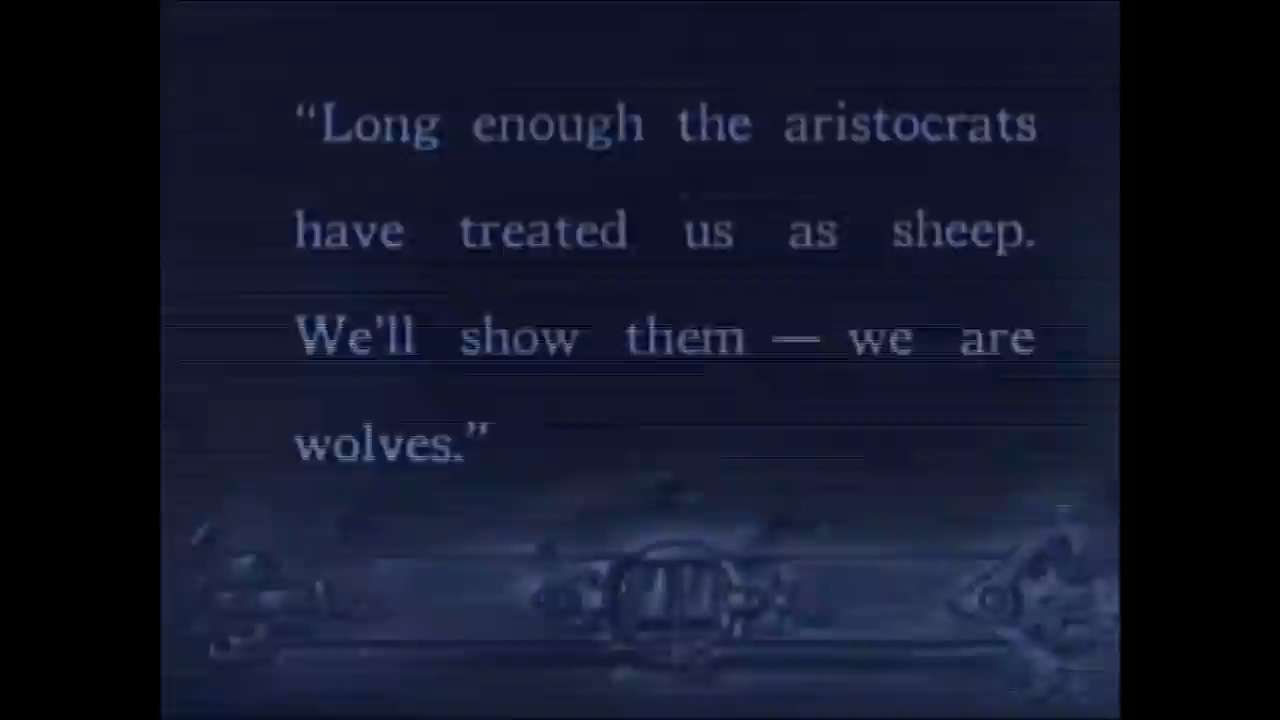 “Long enough the aristocrats
have treated us as sheep.
We’ll show them — we are
wolves.”